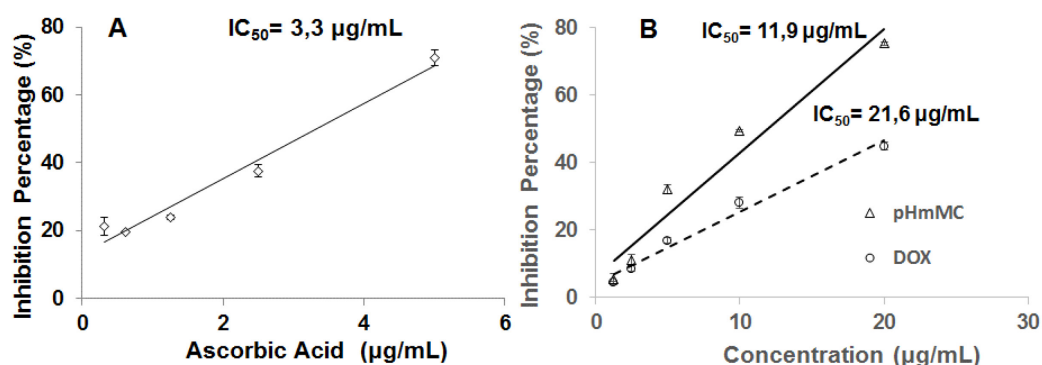 A
IC50= 3,3 µg/mL
Inhibition Percentage (%)
80
60
40
20
0
0
2
4
6
Ascorbic Acid (µg/mL)
B
IC50= 11,9 µg/mL
IC50= 21,6 µg/mL
Inhibition Percentage (%)
80
60
40
20
0
pHmMC
DOX
0
10
20
30
Concentration (µg/mL)